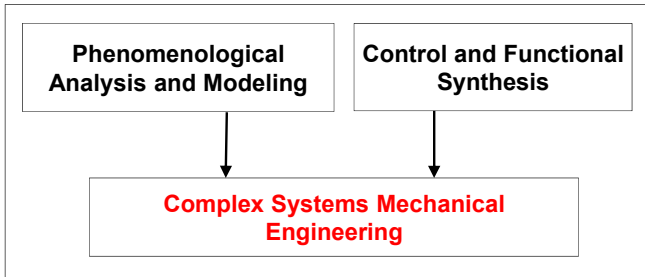 Phenomenological
Analysis and Modeling
Control and Functional
Synthesis
Complex Systems Mechanical
Engineering